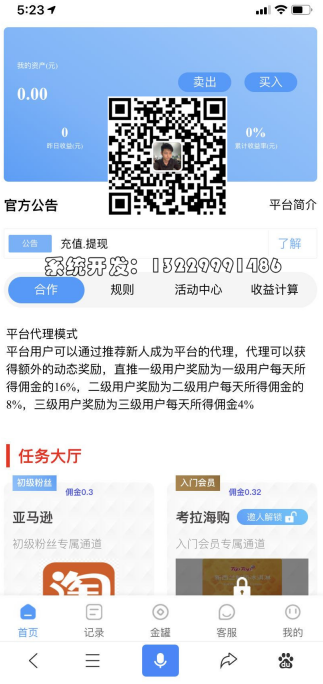 5:23
我的资产(元)
0.00
卖出
买入
0
昨日收益(元)
0%
累计收益率(元)
官方公告
平台简介
公告
充值.提现
了解
系统开发：13229991486
合作
规则
活动中心
收益计算
平台代理模式
平台用户可以通过推荐新人成为平台的代理，代理可以获
得额外的动态奖励，直推一级用户奖励为一级用户每天所
得佣金的16%，二级用户奖励为二级用户每天所得佣金的
8%，三级用户奖励为三级用户每天所得佣金4%
任务大厅
初级粉丝
佣金0.3
亚马逊
初级粉丝专属通道
淘
入门会员
佣金0.32
考拉海购
邀人解锁
入门会员专属通道
首页
记录
金罐
客服
我的